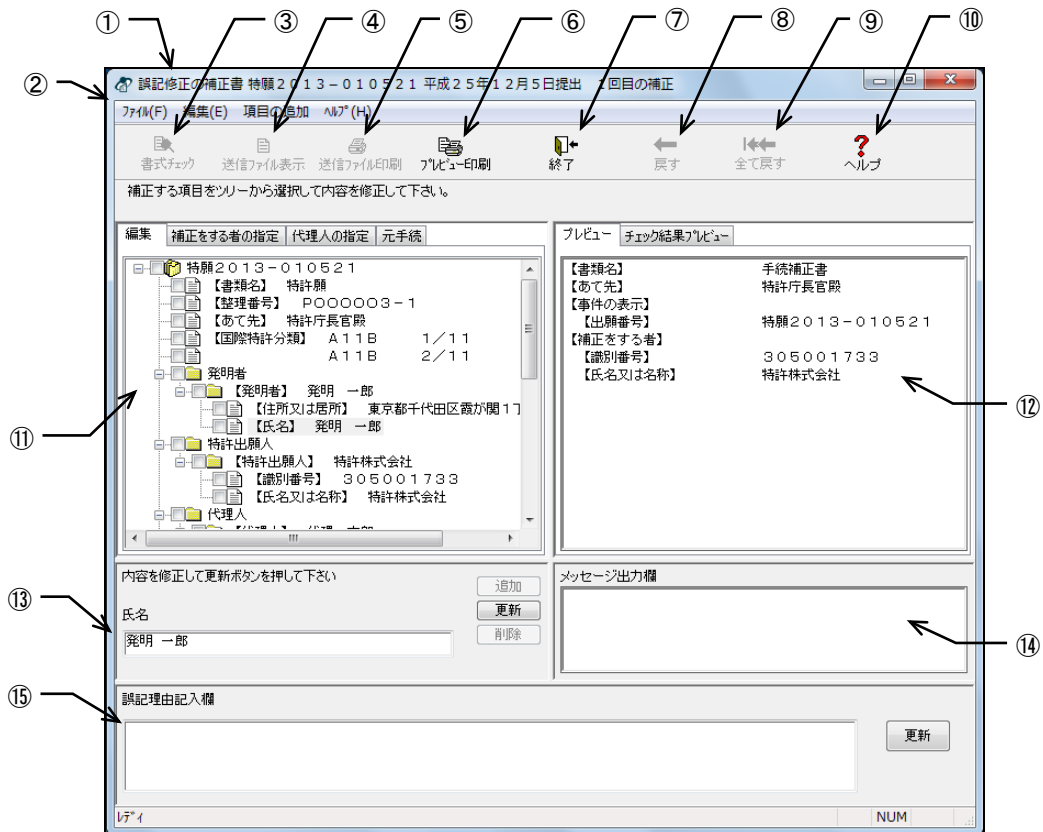 ① ③ ④ ⑤ ⑥ ⑦ ⑧ ⑨ ⑩
②
誤記修正の補正書 特願２０１３－０１０５２１ 平成２５年１２月５日提出 １回目の補正
ﾌｧｲﾙ(F) 編集(E) 項目の追加 ﾍﾙﾌﾟ(H)
書式ﾁｪｯｸ 送信ﾌｧｲﾙ表示 送信ﾌｧｲﾙ印刷 ﾌﾟﾚﾋﾞｭｰ印刷 終了 戻す 全て戻す ヘルプ
補正する項目をツリーから選択して内容を修正して下さい。
編集 補正をする者の指定 代理人の指定 元手続
特願２０１３－０１０５２１
【書類名】 特許願
【整理番号】 Ｐ０００００３－１
【あて先】 特許庁長官殿
【国際特許分類】 Ａ１１Ｂ １／１１
Ａ１１Ｂ ２／１１
発明者
【発明者】 発明 一郎
【住所又は居所】 東京都千代田区霞が関１丁
【氏名】 発明 一郎
特許出願人
【特許出願人】 特許株式会社
【識別番号】 ３０５００１７３３
【氏名又は名称】 特許株式会社
代理人
⑪
プレビュー ﾁｪｯｸ結果ﾌﾟﾚﾋﾞｭｰ
【書類名】 手続補正書
【あて先】 特許庁長官殿
【事件の表示】
【出願番号】 特願２０１３－０１０５２１
【補正をする者】
【識別番号】 ３０５００１７３３
【氏名又は名称】 特許株式会社
⑫
内容を修正して更新ボタンを押して下さい
追加
氏名
更新
発明 一郎
削除
⑬
メッセージ出力欄
⑭
⑮
誤記理由記入欄
更新
ﾚﾃﾞｨ NUM